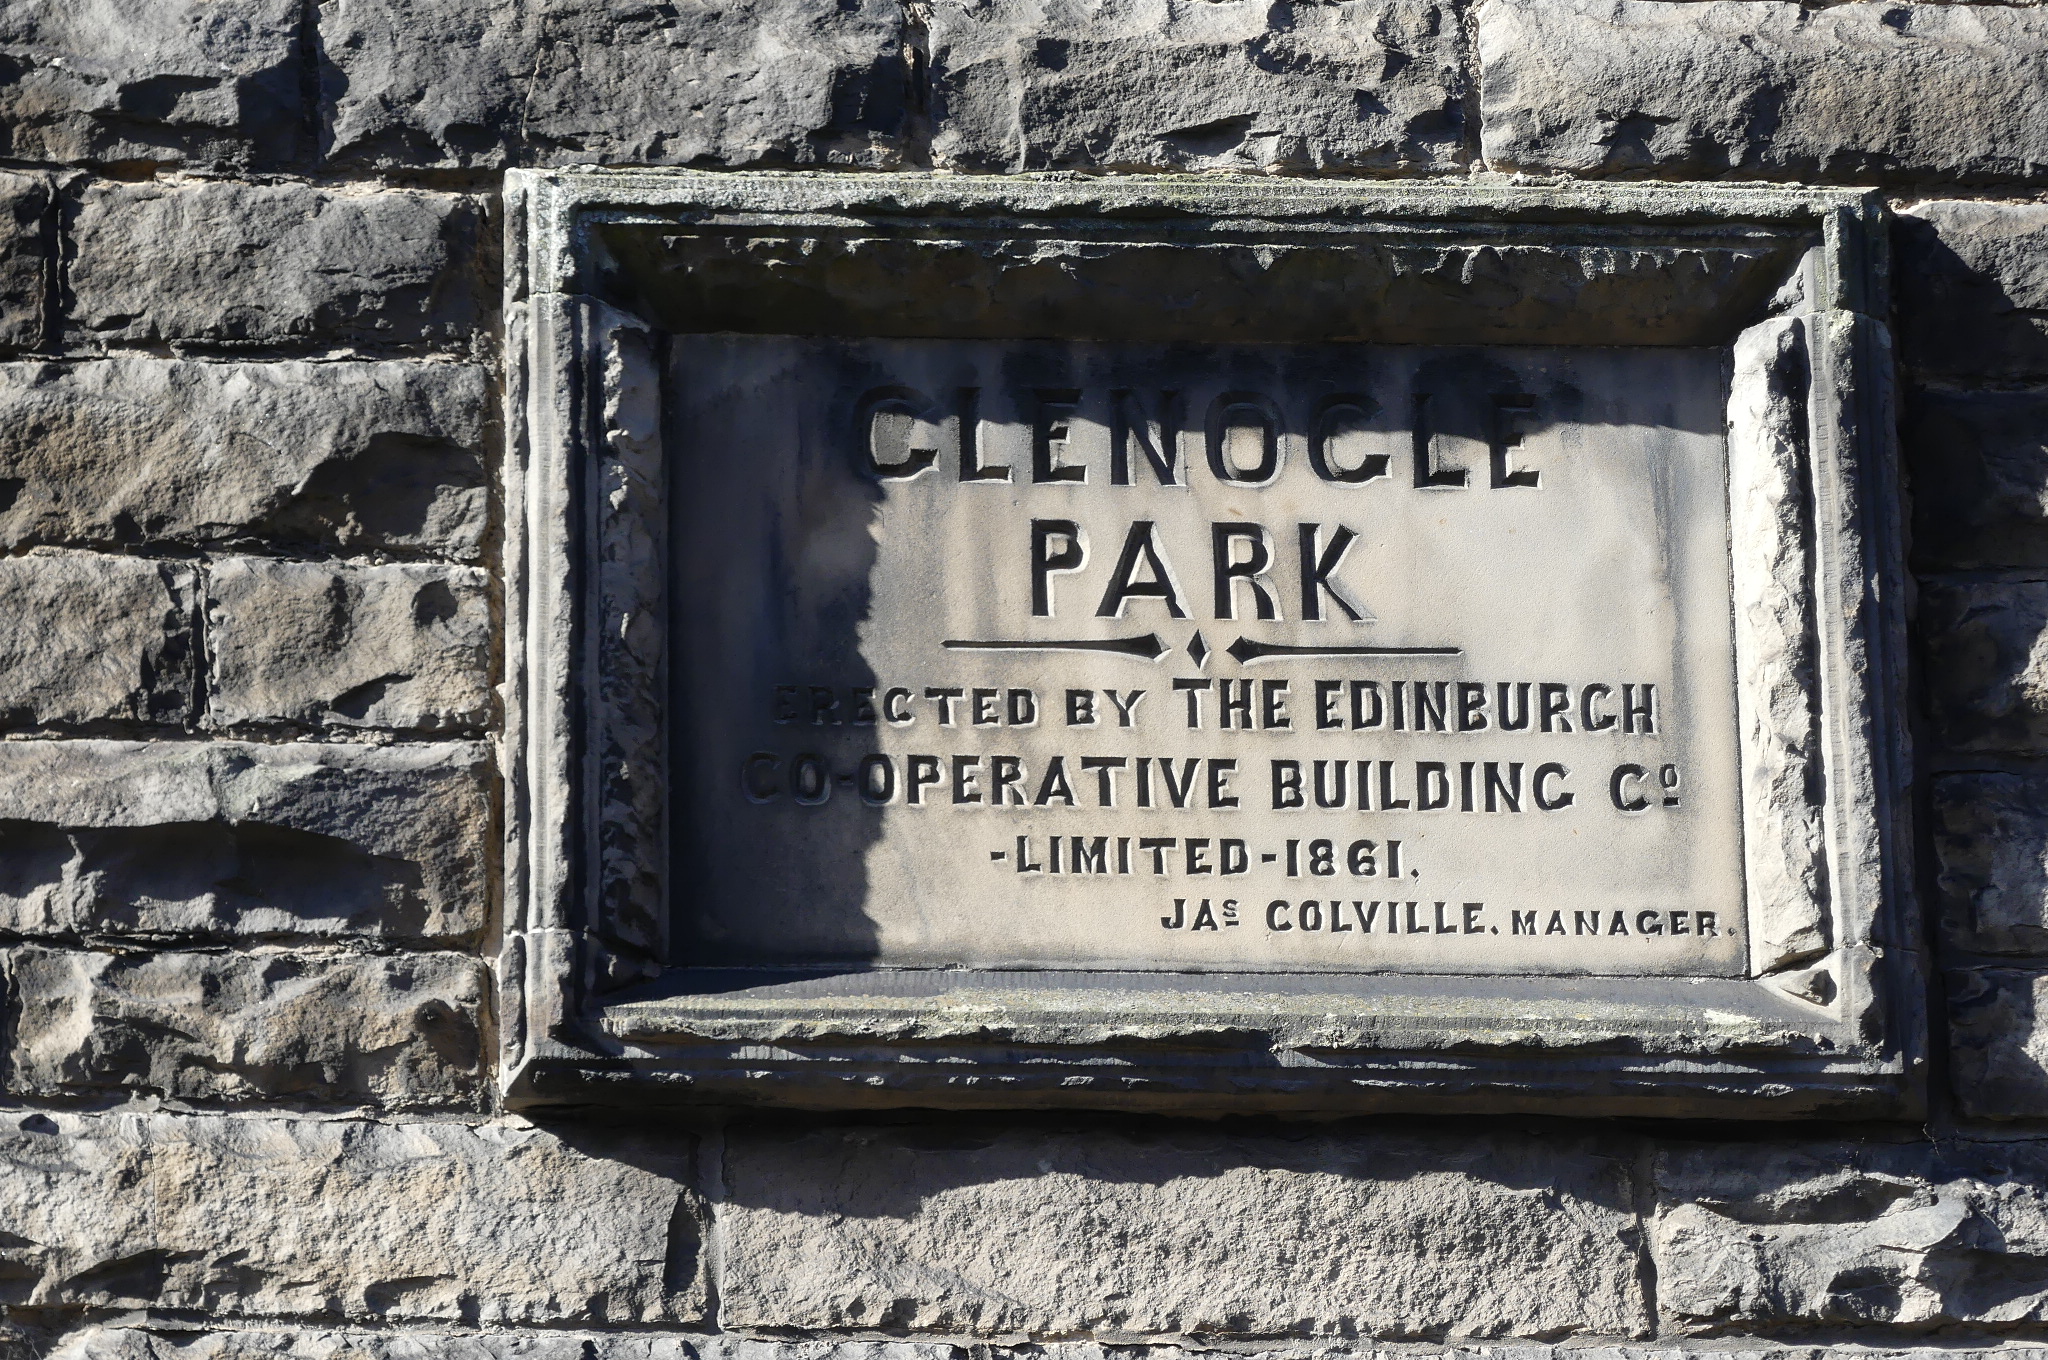 GLENOGLE
PARK
ERECTED BY THE EDINBURGH
CO-OPERATIVE BUILDING Cº
-LIMITED-1861.
JAˢ COLVILLE. MANAGER.